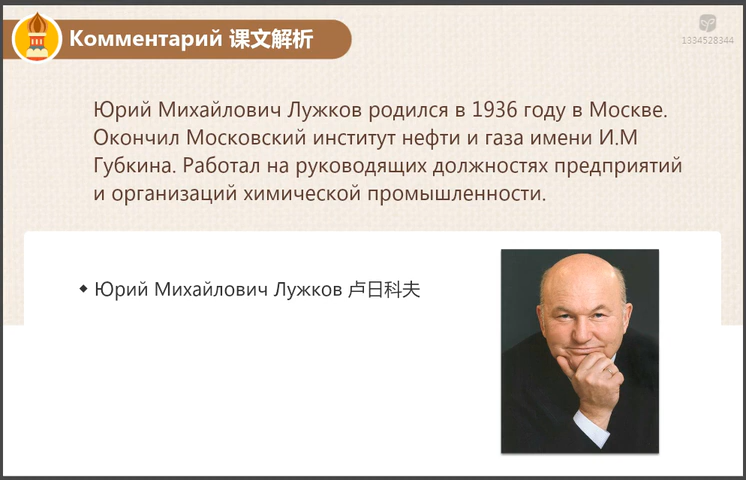 Комментарий 课文解析
1334528344
Юрий Михайлович Лужков родился в 1936 году в Москве.
Окончил Московский институт нефти и газа имени И.М
Губкина. Работал на руководящих должностях предприятий
и организаций химической промышленности.
Юрий Михайлович Лужков 卢日科夫